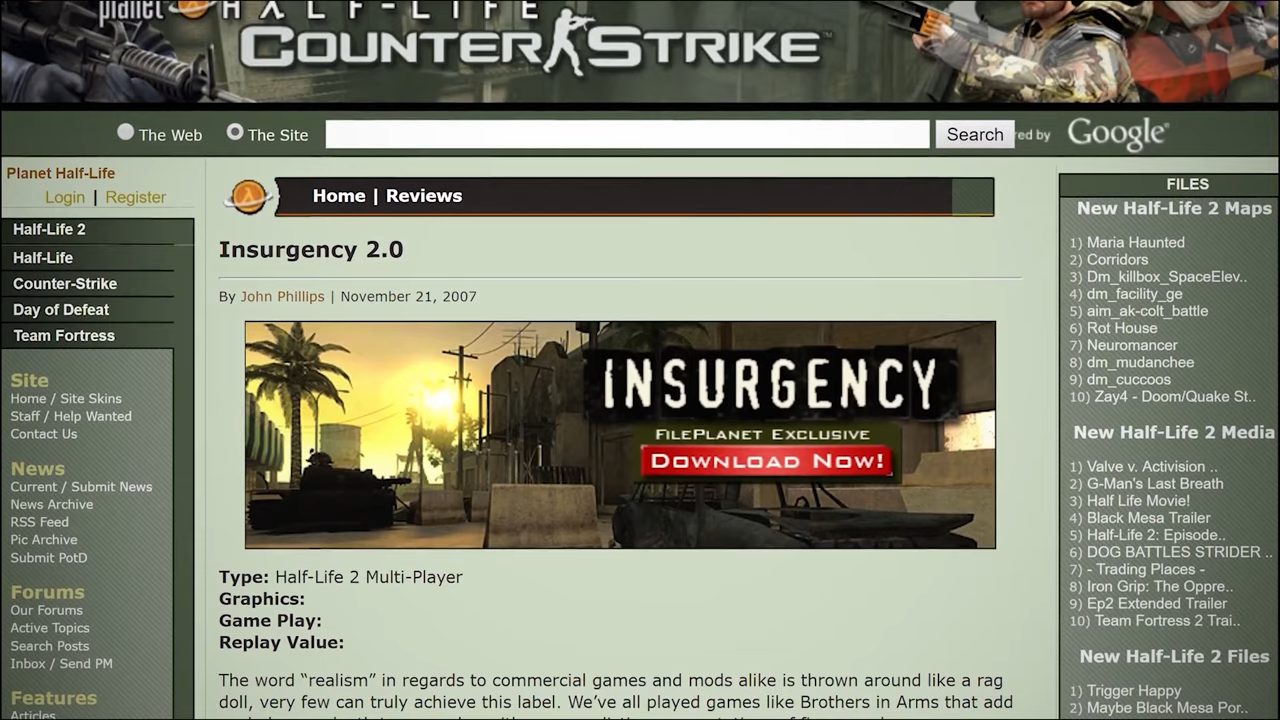 planet HALF-LIFE
COUNTER STRIKE™
The Web The Site Search red by Google
Planet Half-Life
Login | Register
Half-Life 2
Half-Life
Counter-Strike
Day of Defeat
Team Fortress
Site
Home / Site Skins
Staff / Help Wanted
Contact Us
News
Current / Submit News
News Archive
RSS Feed
Pic Archive
Submit PotD
Forums
Our Forums
Active Topics
Search Posts
Inbox / Send PM
Features
Articles
Home | Reviews
Insurgency 2.0
By John Phillips | November 21, 2007
INSURGENCY
FILEPLANET EXCLUSIVE
DOWNLOAD NOW!
Type: Half-Life 2 Multi-Player
Graphics:
Game Play:
Replay Value:
The word “realism” in regards to commercial games and mods alike is thrown around like a rag
doll, very few can truly achieve this label. We’ve all played games like Brothers in Arms that add
FILES
New Half-Life 2 Maps
1) Maria Haunted
2) Corridors
3) Dm_killbox_SpaceElev..
4) dm_facility_ge
5) aim_ak-colt_battle
6) Rot House
7) Neuromancer
8) dm_mudanchee
9) dm_cuccoos
10) Zay4 - Doom/Quake St..
New Half-Life 2 Media
1) Valve v. Activision ..
2) G-Man's Last Breath
3) Half Life Movie!
4) Black Mesa Trailer
5) Half-Life 2: Episode..
6) DOG BATTLES STRIDER ..
7) - Trading Places -
8) Iron Grip: The Oppre..
9) Ep2 Extended Trailer
10) Team Fortress 2 Trai..
New Half-Life 2 Files
1) Trigger Happy
2) Maybe Black Mesa Por..